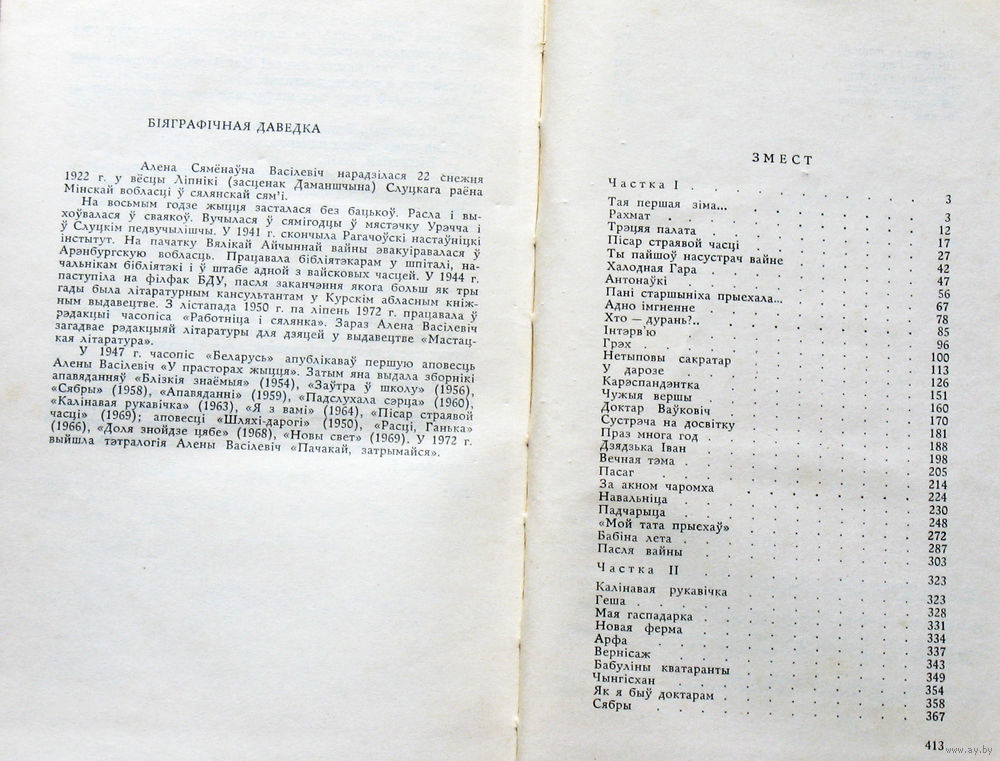 БІЯГРАФІЧНАЯ ДАВЕДКА
Алена Сямёнаўна Васілевіч нарадзілася 22 снежня
1922 г. у вёсцы Ліпнікі (засценак Даманшчына) Слуцкага раёна
Мінскай вобласці ў сялянскай сям'і.
На восьмым годзе жыцця засталася без бацькоў. Расла і вы-
хоўвалася ў сваякоў. Вучылася ў сямігодцы ў мястэчку Урэчча і
ў Слуцкім педвучылішчы. У 1941 г. скончыла Рагачоўскі настаўніцкі
інстытут. На пачатку Вялікай Айчыннай вайны эвакуіравалася ў
Арэнбургскую вобласць. Працавала бібліятэкарам у шпіталі, на-
чальнікам бібліятэкі і ў штабе адной з вайсковых часцей. У 1944 г.
паступіла на філфак БДУ, пасля заканчэння якога больш як тры
гады была літаратурным кансультантам у Курскім абласным кніж-
ным выдавецтве. З лістапада 1950 г. па ліпень 1972 г. працавала ў
рэдакцыі часопіса «Работніца і сялянка». Зараз Алена Васілевіч
загадвае рэдакцыяй літаратуры для дзяцей у выдавецтве «Мастац-
кая літаратура».
У 1947 г. часопіс «Беларусь» апублікаваў першую аповесць
Алены Васілевіч «У прасторах жыцця». Затым яна выдала зборнікі
апавяданняў «Блізкія знаёмыя» (1954), «Заўтра ў школу» (1956),
«Сябры» (1958), «Апавяданні» (1959), «Падслухала сэрца» (1960),
«Калінавая рукавічка» (1963), «Я з вамі» (1964), «Пісар страявой
часці» (1969); аповесці «Шляхі-дарогі» (1950), «Расці, Ганька»
(1966), «Доля знойдзе цябе» (1968), «Новы свет» (1969). У 1972 г.
выйшла тэтралогія Алены Васілевіч «Пачакай, затрымайся».
ЗМЕСТ
Частка I . . . 3
Тая першая зіма... . . . 3
Рахмат . . . 12
Трэцяя палата . . . 17
Пісар страявой часці . . . 27
Ты пайшоў насустрач вайне . . . 42
Халодная Гара . . . 47
Антонаўкі . . . 56
Пані старшыніха прыехала... . . . 67
Адно імгненне . . . 78
Хто — дурань?.. . . . 85
Інтэрв'ю . . . 96
Грэх . . . 100
Нетыповы сакратар . . . 113
У дарозе . . . 126
Карэспандэнтка . . . 151
Чужыя вершы . . . 160
Доктар Ваўковіч . . . 170
Сустрэча на досвітку . . . 181
Праз многа год . . . 188
Дзядзька Іван . . . 198
Вечная тэма . . . 205
Пасаг . . . 214
За акном чаромха . . . 224
Навальніца . . . 230
Падчарыца . . . 248
«Мой тата прыехаў» . . . 272
Бабіна лета . . . 287
Пасля вайны . . . 303
Частка II . . . 323
Калінавая рукавічка . . . 323
Геша . . . 328
Мая гаспадарка . . . 331
Новая ферма . . . 334
Арфа . . . 337
Вернісаж . . . 343
Бабуліны кватаранты . . . 349
Чынгісхан . . . 354
Як я быў доктарам . . . 358
Сябры . . . 367
413
www.ay.by